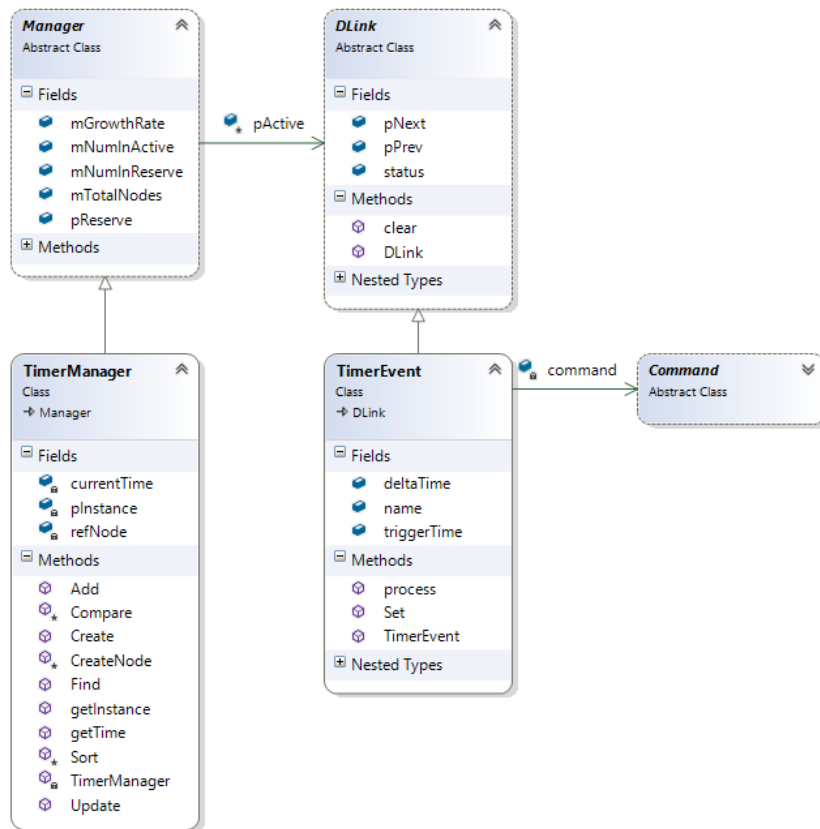 Manager
Abstract Class
Fields
mGrowthRate
mNumInActive
mNumInReserve
mTotalNodes
pReserve
Methods
pActive
DLink
Abstract Class
Fields
pNext
pPrev
status
Methods
clear
DLink
Nested Types
TimerManager
Class
Manager
Fields
currentTime
pInstance
refNode
Methods
Add
Compare
Create
CreateNode
Find
getInstance
getTime
Sort
TimerManager
Update
TimerEvent
Class
DLink
Fields
deltaTime
name
triggerTime
Methods
process
Set
TimerEvent
Nested Types
command
Command
Abstract Class